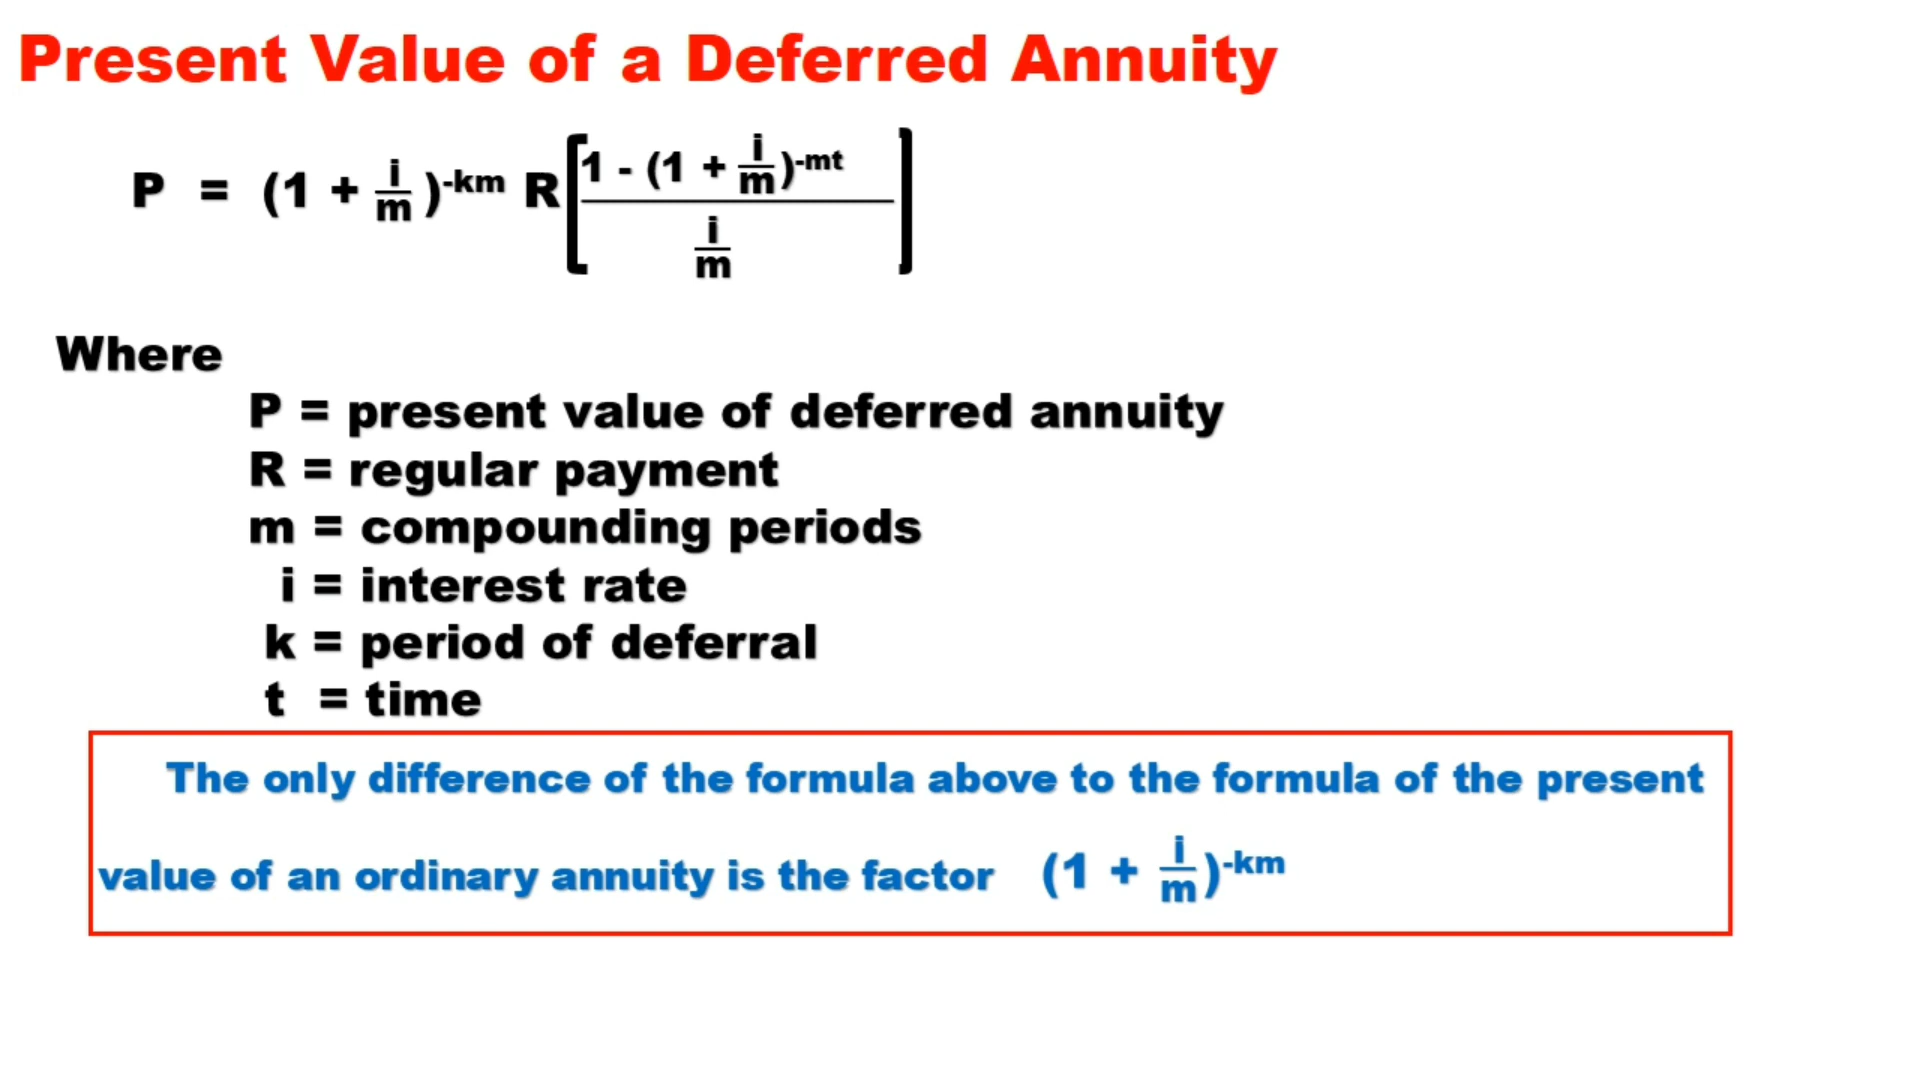 Present Value of a Deferred Annuity
P = (1 + i/m)^-km R[1 - (1 + i/m)^-mt / i/m]
Where
P = present value of deferred annuity
R = regular payment
m = compounding periods
i = interest rate
k = period of deferral
t = time
The only difference of the formula above to the formula of the present
value of an ordinary annuity is the factor (1 + i/m)^-km